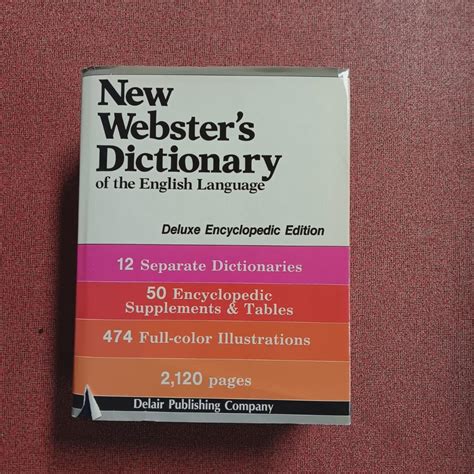 New
Webster's
Dictionary
of the English Language
Deluxe Encyclopedic Edition
12 Separate Dictionaries
50 Encyclopedic
Supplements & Tables
474 Full-color Illustrations
2,120 pages
Delair Publishing Company